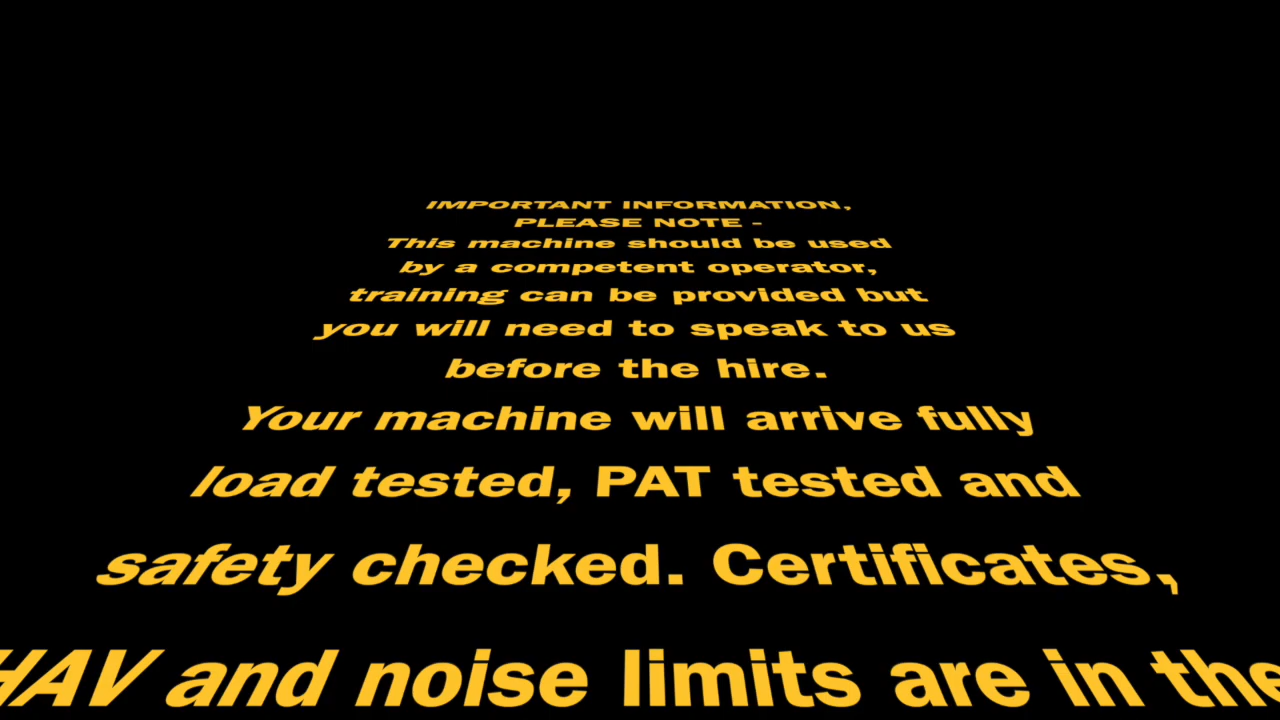 IMPORTANT INFORMATION,
PLEASE NOTE -
This machine should be used
by a competent operator,
training can be provided but
you will need to speak to us
before the hire.
Your machine will arrive fully
load tested, PAT tested and
safety checked. Certificates,
HAV and noise limits are in the